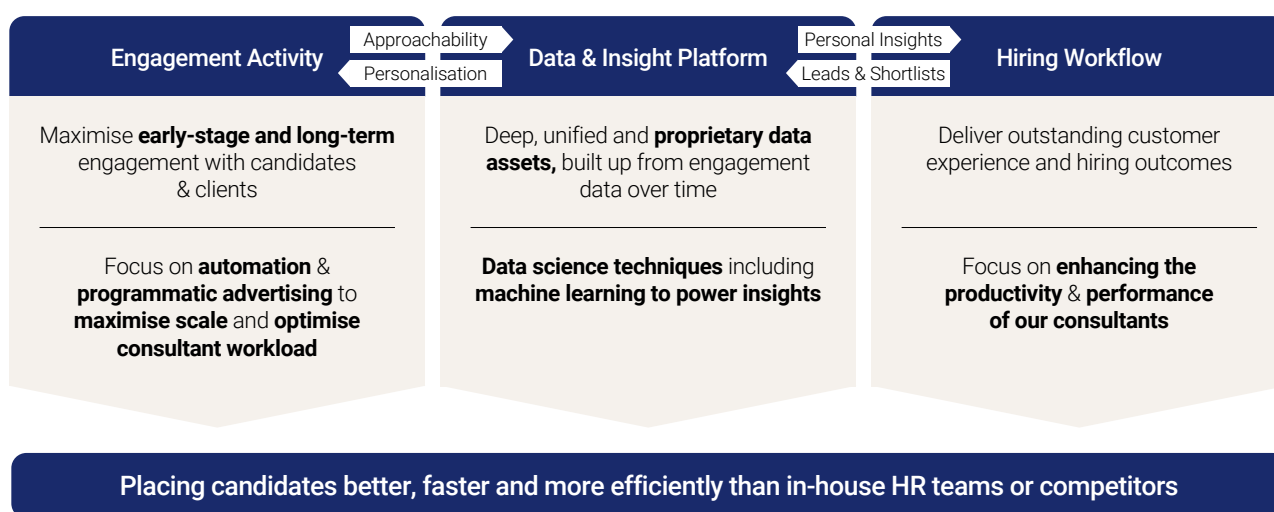 Engagement Activity
Approachability
Personalisation
Data & Insight Platform
Personal Insights
Leads & Shortlists
Hiring Workflow
Maximise early-stage and long-term
engagement with candidates
& clients
Focus on automation &
programmatic advertising to
maximise scale and optimise
consultant workload
Deep, unified and proprietary data
assets, built up from engagement
data over time
Data science techniques including
machine learning to power insights
Deliver outstanding customer
experience and hiring outcomes
Focus on enhancing the
productivity & performance
of our consultants
Placing candidates better, faster and more efficiently than in-house HR teams or competitors